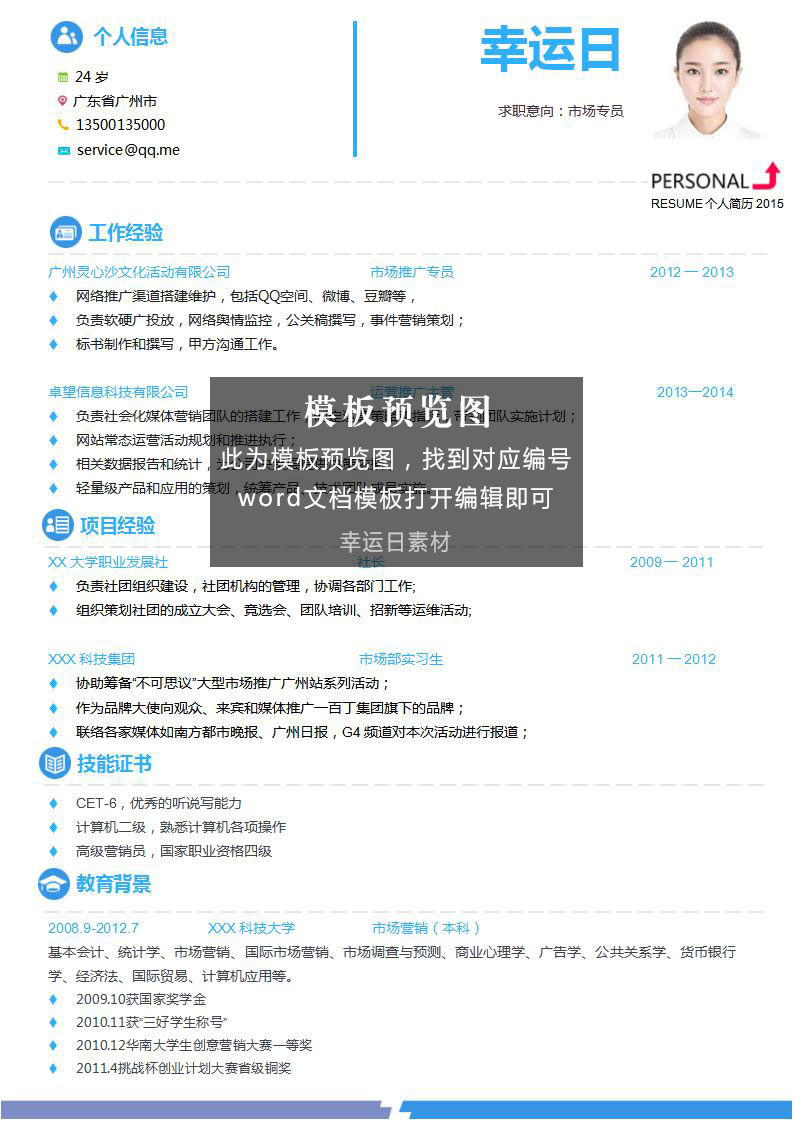 个人信息
24 岁
广东省广州市
13500135000
service@qq.me
幸运日
求职意向：市场专员
PERSONAL
RESUME 个人简历 2015
工作经验
广州灵心沙文化活动有限公司 市场推广专员 2012 — 2013
网络推广渠道搭建维护，包括QQ空间、微博、豆瓣等，
负责软硬广投放，网络舆情监控，公关稿撰写，事件营销策划；
标书制作和撰写，甲方沟通工作。
卓望信息科技有限公司 运营推广主管 2013—2014
负责社会化媒体营销团队的搭建工作 团队实施计划；
网站常态运营活动规划和推进执行；
相关数据报告和统计，
轻量级产品和应用的策划，统筹产品、技术团队
模板预览图
此为模板预览图，找到对应编号
word文档模板打开编辑即可
幸运日素材
项目经验
XX 大学职业发展社 社长 2009 — 2011
负责社团组织建设，社团机构的管理，协调各部门工作;
组织策划社团的成立大会、竞选会、团队培训、招新等运维活动;
XXX 科技集团 市场部实习生 2011 — 2012
协助筹备“不可思议”大型市场推广广州站系列活动；
作为品牌大使向观众、来宾和媒体推广一百丁集团旗下的品牌；
联络各家媒体如南方都市晚报、广州日报，G4 频道对本次活动进行报道；
技能证书
CET-6，优秀的听说写能力
计算机二级，熟悉计算机各项操作
高级营销员，国家职业资格四级
教育背景
2008.9-2012.7 XXX 科技大学 市场营销（本科）
基本会计、统计学、市场营销、国际市场营销、市场调查与预测、商业心理学、广告学、公共关系学、货币银行
学、经济法、国际贸易、计算机应用等。
2009.10获国家奖学金
2010.11获“三好学生称号”
2010.12华南大学生创意营销大赛一等奖
2011.4挑战杯创业计划大赛省级铜奖